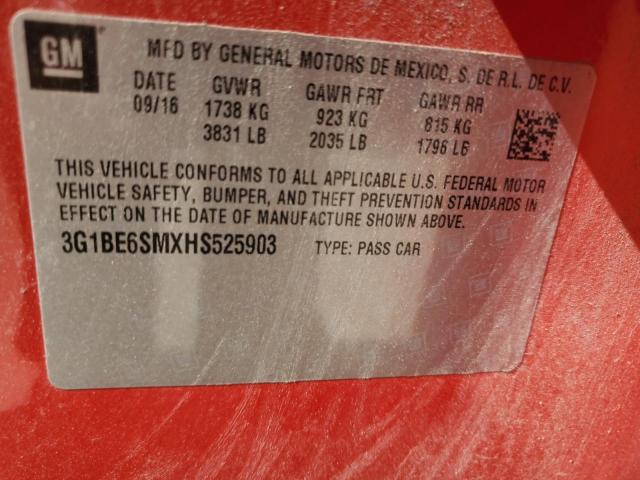 GM
MFD BY GENERAL MOTORS DE MEXICO, S. DE R.L. DE C.V.
DATE GVWR GAWR FRT GAWR RR
09/16 1738 KG 923 KG 815 KG
3831 LB 2035 LB 1796 LB
THIS VEHICLE CONFORMS TO ALL APPLICABLE U.S. FEDERAL MOTOR
VEHICLE SAFETY, BUMPER, AND THEFT PREVENTION STANDARDS IN
EFFECT ON THE DATE OF MANUFACTURE SHOWN ABOVE.
3G1BE6SMXHS525903 TYPE: PASS CAR